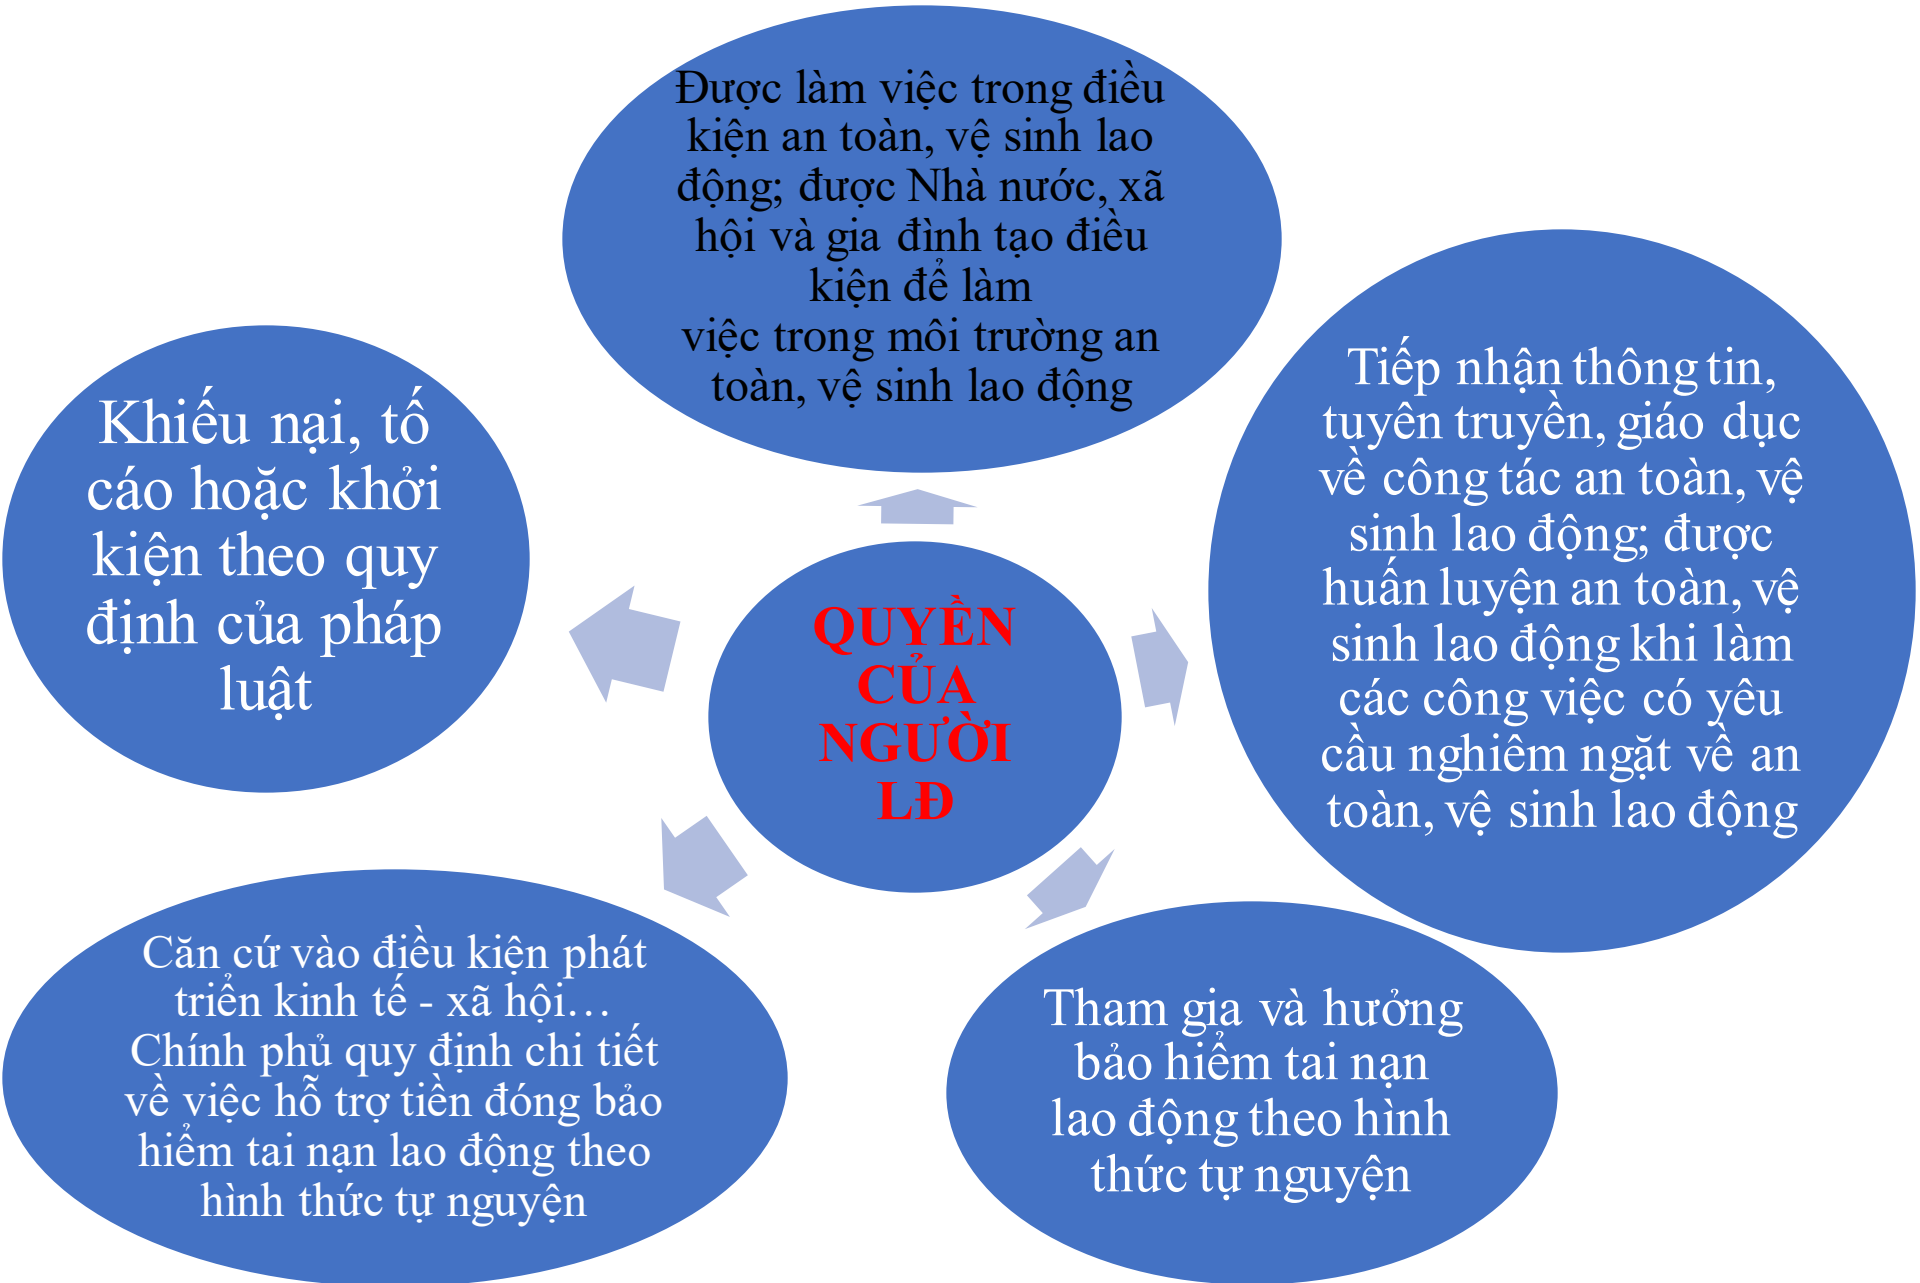 Được làm việc trong điều
kiện an toàn, vệ sinh lao
động; được Nhà nước, xã
hội và gia đình tạo điều
kiện để làm
việc trong môi trường an
toàn, vệ sinh lao động
Tiếp nhận thông tin,
tuyên truyền, giáo dục
về công tác an toàn, vệ
sinh lao động; được
huấn luyện an toàn, vệ
sinh lao động khi làm
các công việc có yêu
cầu nghiêm ngặt về an
toàn, vệ sinh lao động
Khiếu nại, tố
cáo hoặc khởi
kiện theo quy
định của pháp
luật
QUYỀN
CỦA
NGƯỜI
LĐ
Căn cứ vào điều kiện phát
triển kinh tế - xã hội…
Chính phủ quy định chi tiết
về việc hỗ trợ tiền đóng bảo
hiểm tai nạn lao động theo
hình thức tự nguyện
Tham gia và hưởng
bảo hiểm tai nạn
lao động theo hình
thức tự nguyện